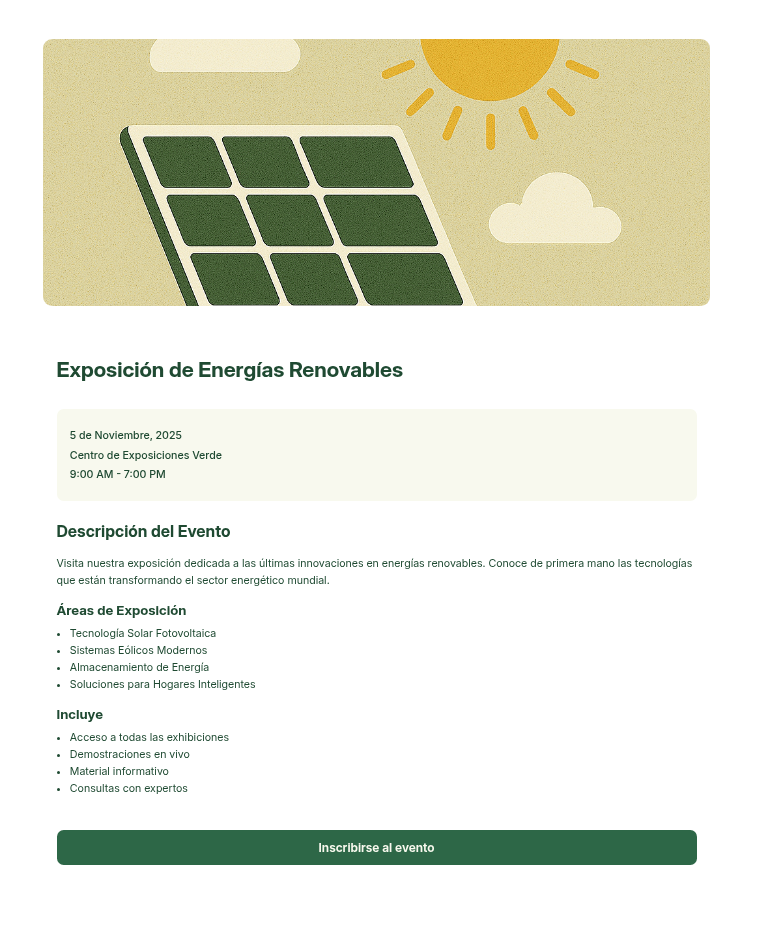 Exposición de Energías Renovables
5 de Noviembre, 2025
Centro de Exposiciones Verde
9:00 AM - 7:00 PM
Descripción del Evento
Visita nuestra exposición dedicada a las últimas innovaciones en energías renovables. Conoce de primera mano las tecnologías
que están transformando el sector energético mundial.
Áreas de Exposición
• Tecnología Solar Fotovoltaica
• Sistemas Eólicos Modernos
• Almacenamiento de Energía
• Soluciones para Hogares Inteligentes
Incluye
• Acceso a todas las exhibiciones
• Demostraciones en vivo
• Material informativo
• Consultas con expertos
Inscribirse al evento